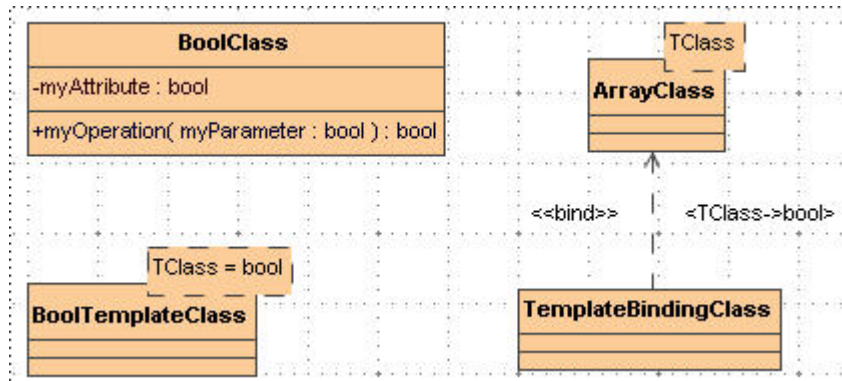 BoolClass
-myAttribute : bool
+myOperation( myParameter : bool ) : bool
TClass
ArrayClass
<<bind>>
<TClass->bool>
TClass = bool
BoolTemplateClass
TemplateBindingClass